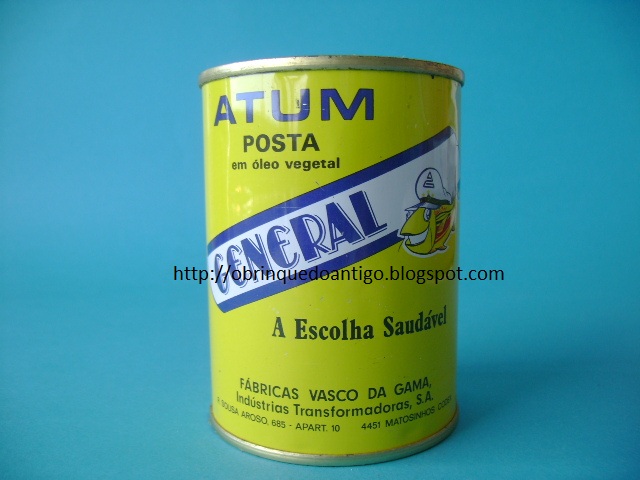 ATUM
POSTA
em óleo vegetal
GENERAL
http://obrinquedoantigo.blogspot.com
A Escolha Saudável
FÁBRICAS VASCO DA GAMA,
Indústrias Transformadoras, S.A.
SOUSA AROSO, 685 - APART. 10 4451 MATOSINHOS CODEX